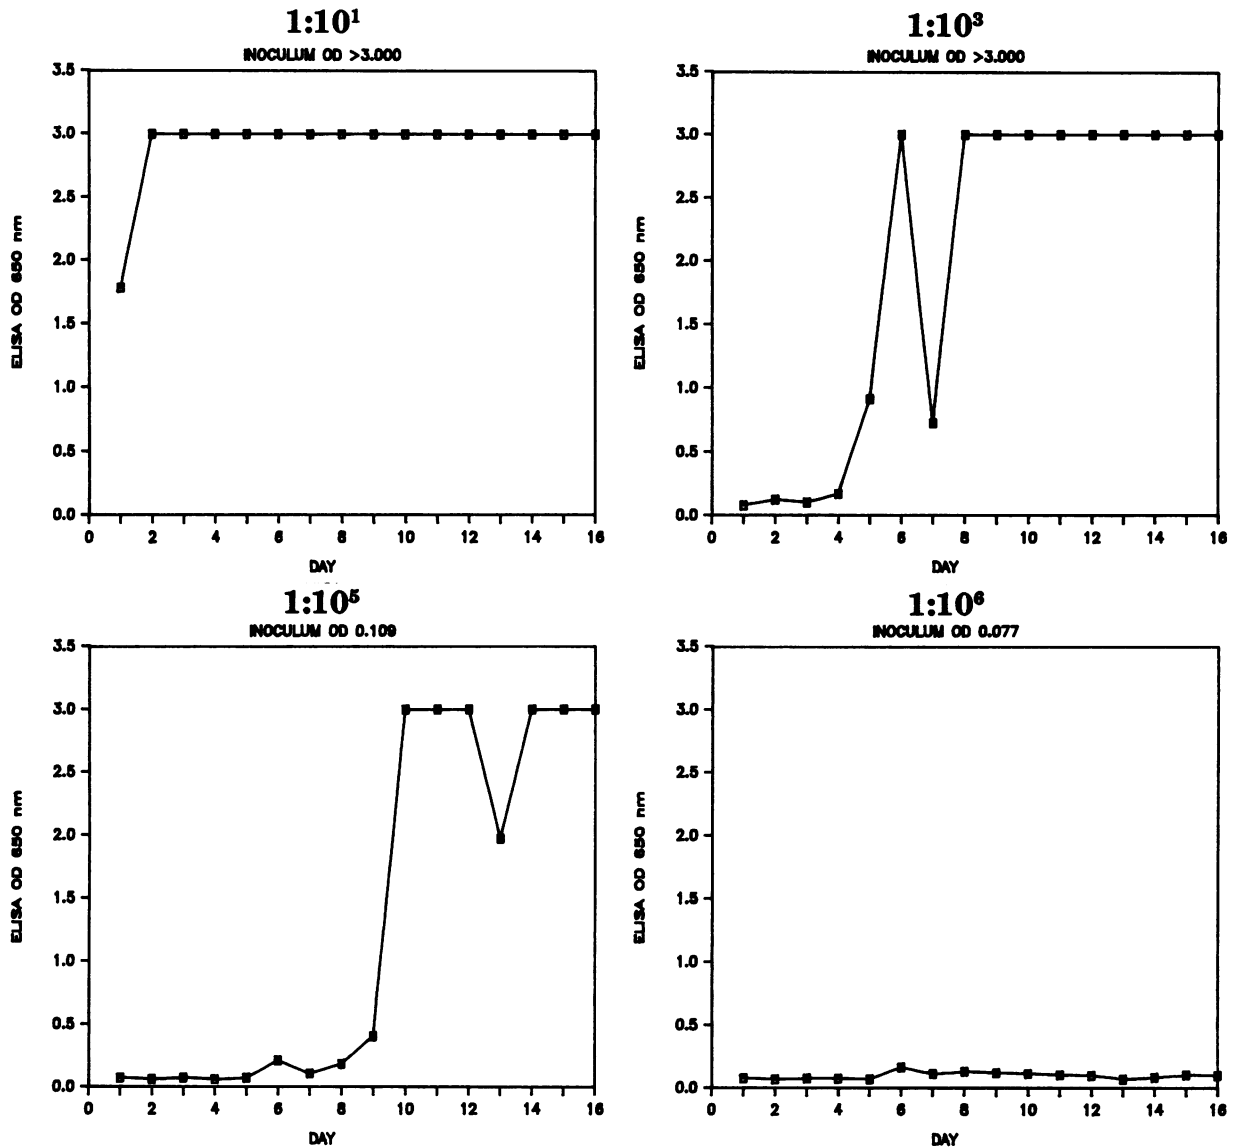 1:10¹
INOCULUM OD >3.000
3.5
3.0
2.5
2.0
1.5
1.0
0.5
0.0
ELISA OD 650 nm
0 2 4 6 8 10 12 14 16
DAY
1:10³
INOCULUM OD >3.000
3.5
3.0
2.5
2.0
1.5
1.0
0.5
0.0
ELISA OD 650 nm
0 2 4 6 8 10 12 14 16
DAY
1:10⁵
INOCULUM OD 0.109
3.5
3.0
2.5
2.0
1.5
1.0
0.5
0.0
ELISA OD 650 nm
0 2 4 6 8 10 12 14 16
DAY
1:10⁶
INOCULUM OD 0.077
3.5
3.0
2.5
2.0
1.5
1.0
0.5
0.0
ELISA OD 650 nm
0 2 4 6 8 10 12 14 16
DAY